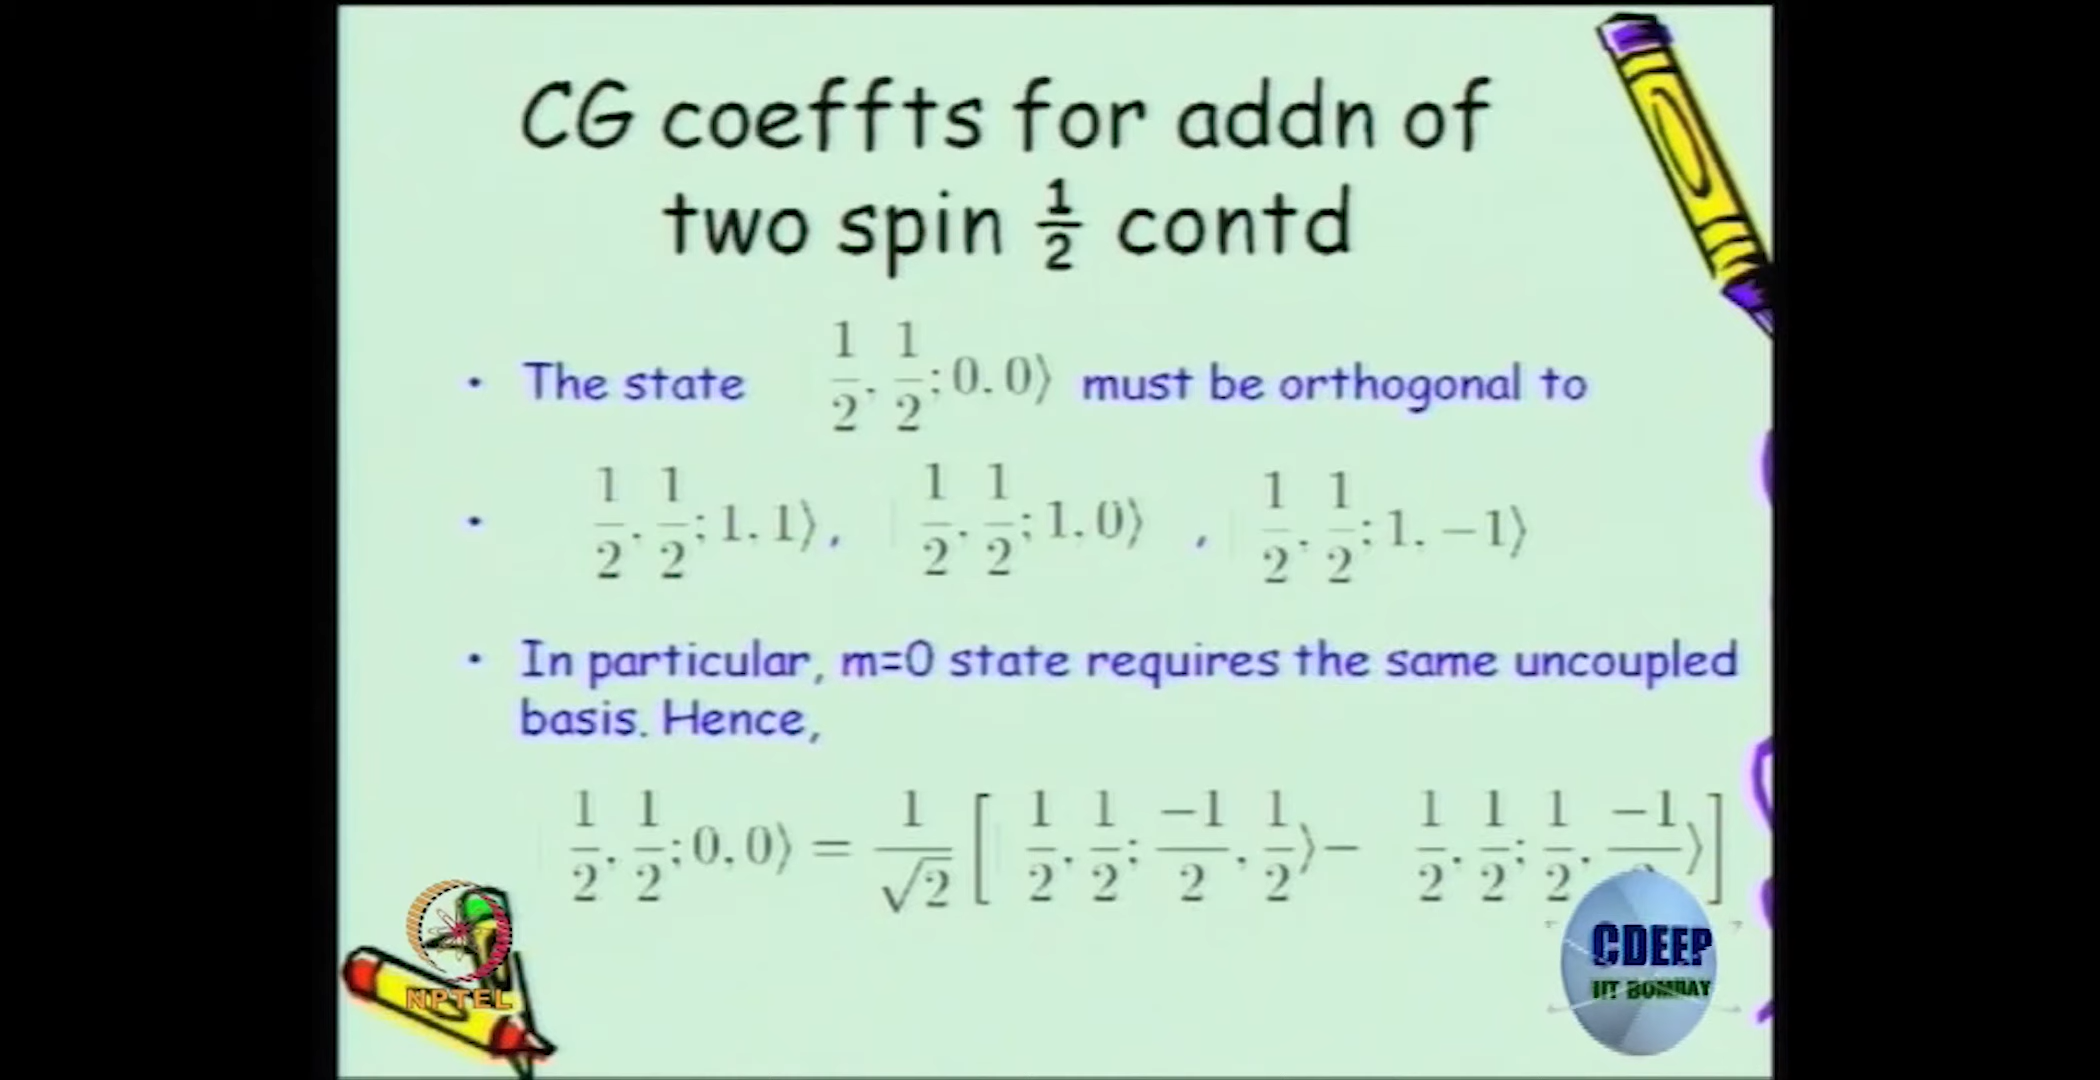 CG coeffts for addn of
two spin ½ contd
• The state 1/2, 1/2; 0, 0⟩ must be orthogonal to
• 1/2, 1/2; 1, 1⟩, 1/2, 1/2; 1, 0⟩ , 1/2, 1/2; 1, −1⟩
• In particular, m=0 state requires the same uncoupled
basis. Hence,
1/2, 1/2; 0, 0⟩ = 1/√2 [ 1/2, 1/2; −1/2, 1/2⟩ − 1/2, 1/2; 1/2, −1/2⟩]
NPTEL
CDEEP
IIT BOMBAY